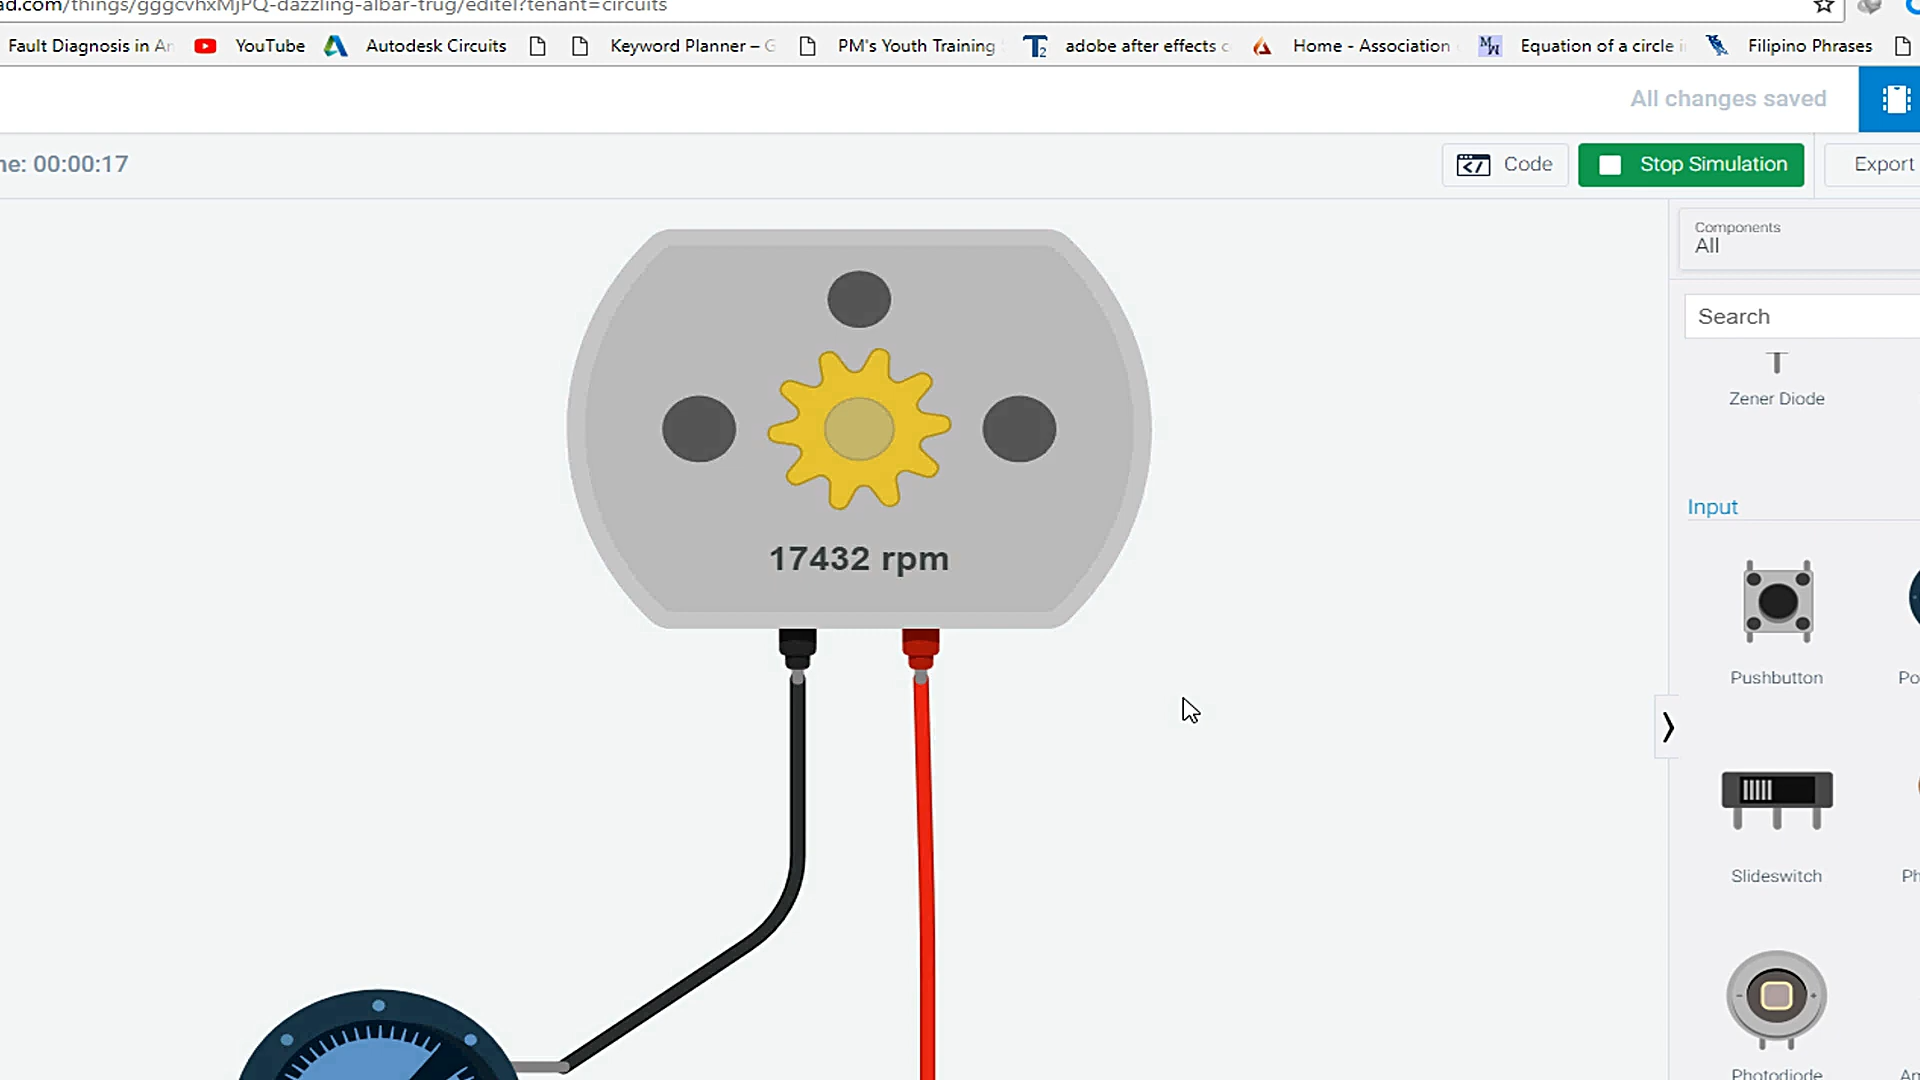 ad.com/things/gggcvhxMjPQ-dazzling-albar-trug/editel?tenant=circuits
Fault Diagnosis in Ar YouTube Autodesk Circuits Keyword Planner – G PM's Youth Training adobe after effects c Home - Association Equation of a circle i Filipino Phrases
All changes saved
ne: 00:00:17 Code Stop Simulation Export
Components
All
Search
Zener Diode
Input
17432 rpm
Pushbutton Po
Slideswitch Ph
Photodiode Am